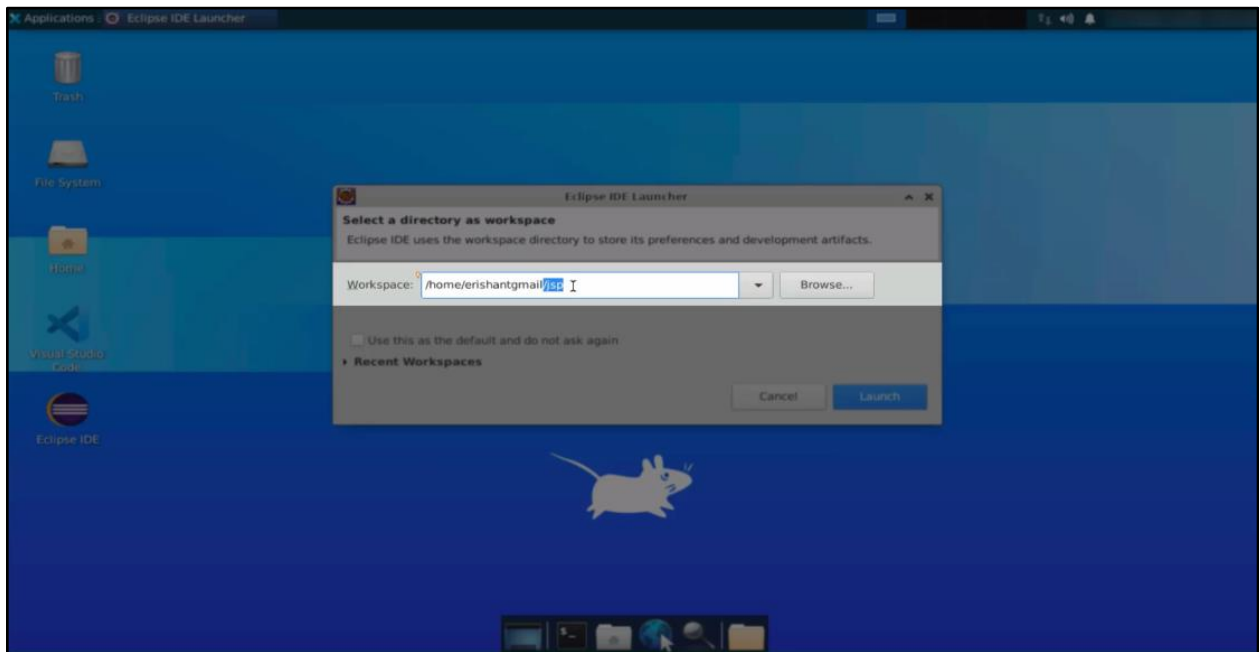 Applications : Eclipse IDE Launcher
Trash
File System
Home
Visual Studio
Code
Eclipse IDE
Eclipse IDE Launcher
Select a directory as workspace
Eclipse IDE uses the workspace directory to store its preferences and development artifacts.
Workspace: /home/erishantgmail/jsp Browse...
Use this as the default and do not ask again
Recent Workspaces
Cancel Launch
$_